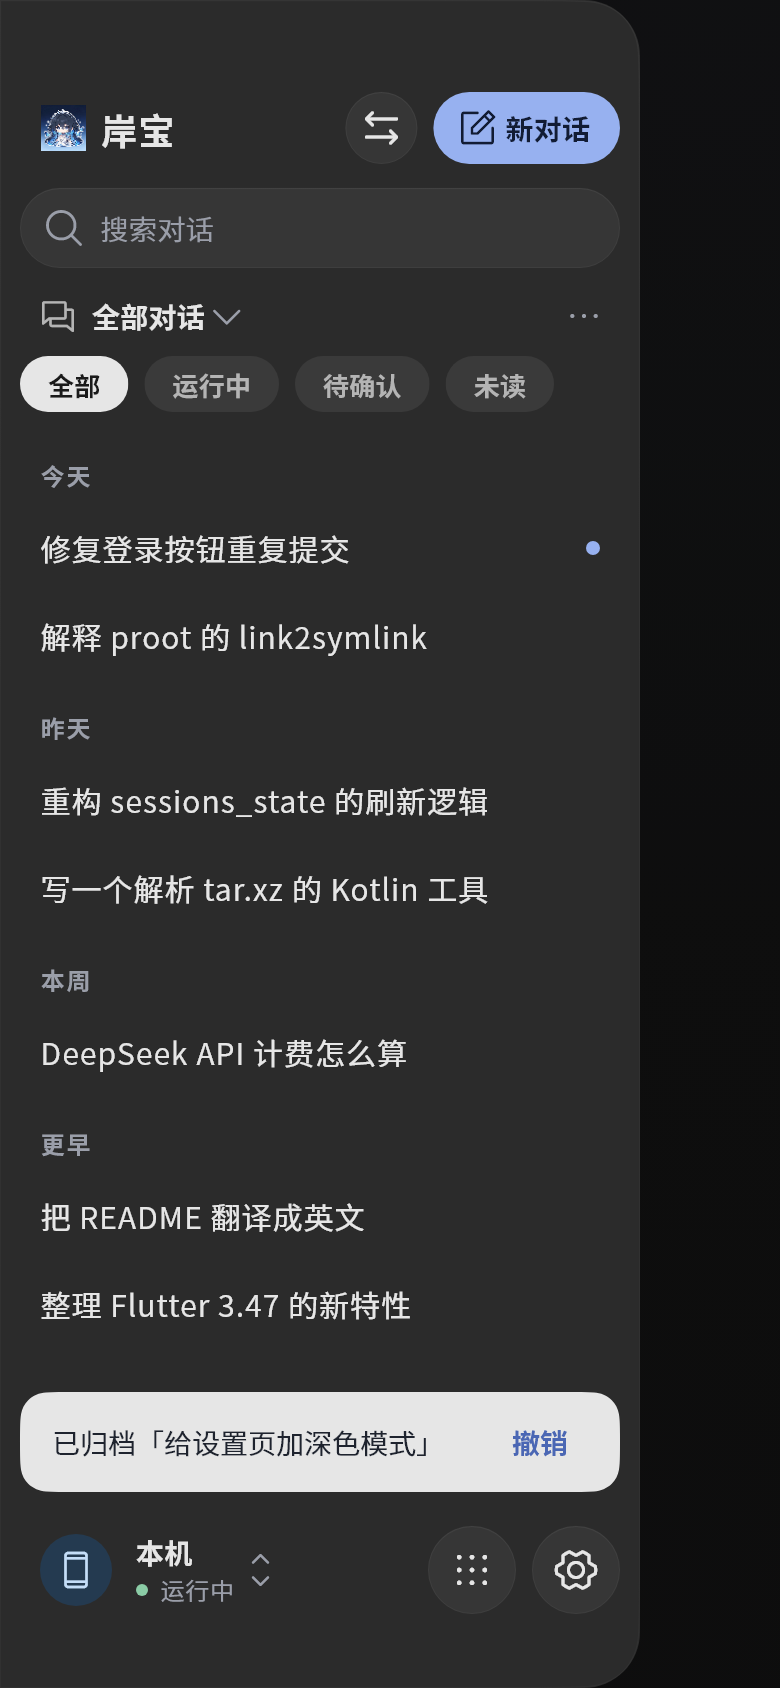 岸宝
新对话
搜索对话
全部对话
全部 运行中 待确认 未读
今天
修复登录按钮重复提交
解释 proot 的 link2symlink
昨天
重构 sessions_state 的刷新逻辑
写一个解析 tar.xz 的 Kotlin 工具
本周
DeepSeek API 计费怎么算
更早
把 README 翻译成英文
整理 Flutter 3.47 的新特性
已归档「给设置页加深色模式」 撤销
本机
运行中